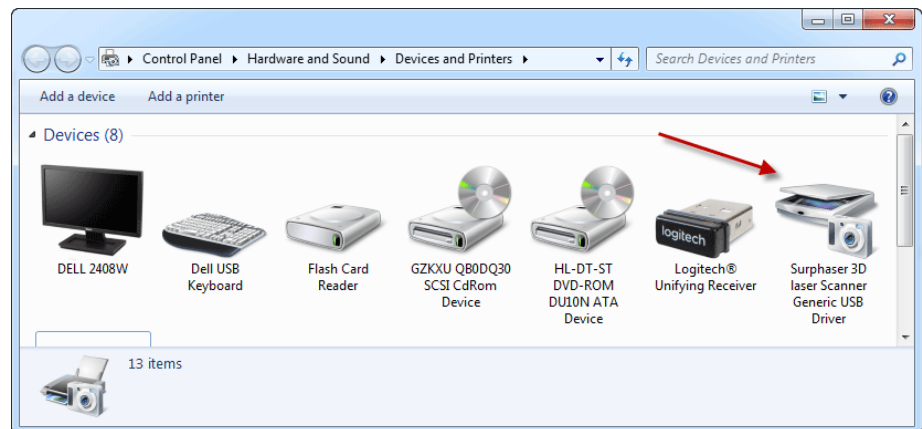 Control Panel ▸ Hardware and Sound ▸ Devices and Printers ▸
Search Devices and Printers
Add a device Add a printer
Devices (8)
logitech
DELL 2408W
Dell USB
Keyboard
Flash Card
Reader
GZKXU QB0DQ30
SCSI CdRom
Device
HL-DT-ST
DVD-ROM
DU10N ATA
Device
Logitech®
Unifying Receiver
Surphaser 3D
laser Scanner
Generic USB
Driver
13 items